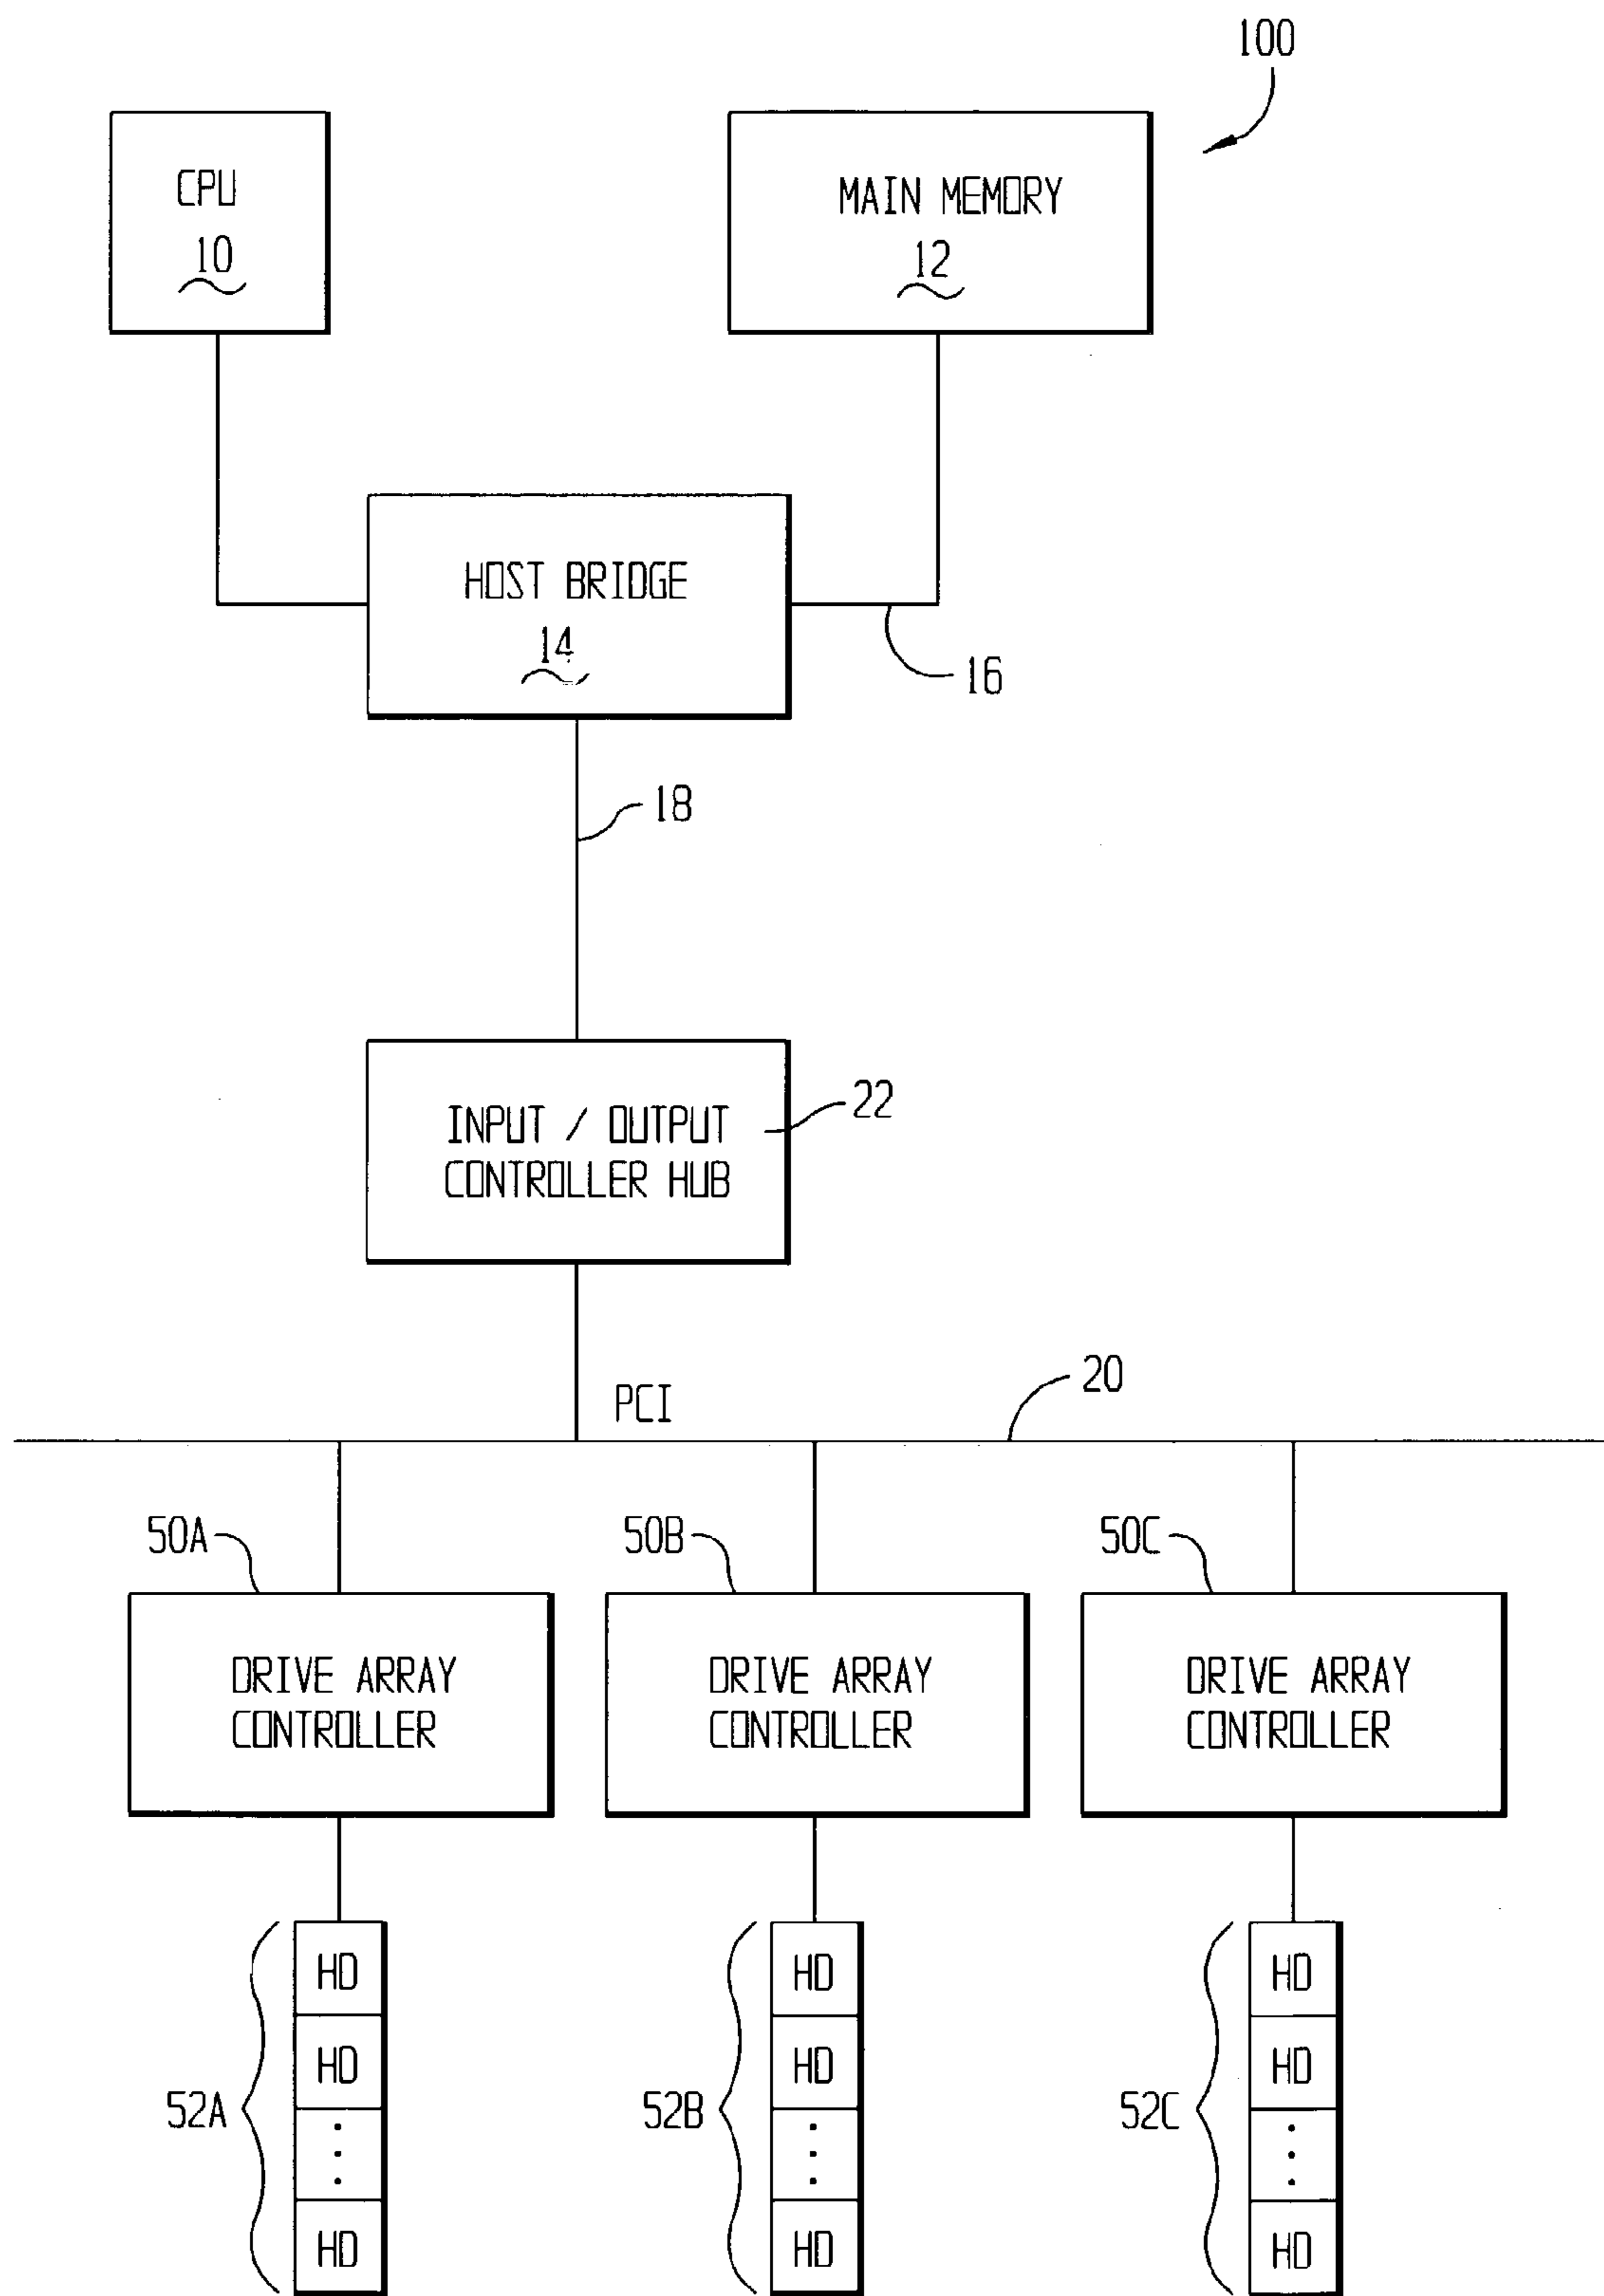 100
CPU
10
MAIN MEMORY
12
HOST BRIDGE
14
16
18
INPUT / OUTPUT
CONTROLLER HUB
22
PCI
20
50A
50B
50C
DRIVE ARRAY
CONTROLLER
DRIVE ARRAY
CONTROLLER
DRIVE ARRAY
CONTROLLER
52A
HD
HD
HD
52B
HD
HD
HD
52C
HD
HD
HD